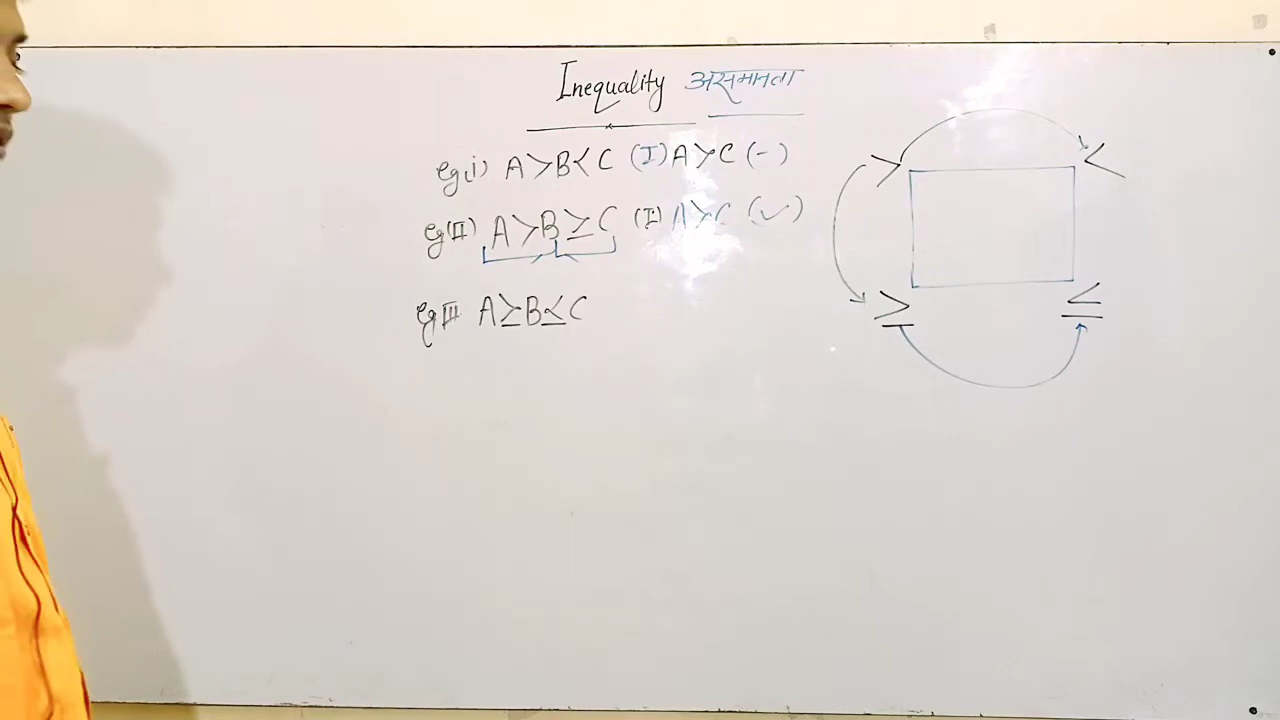 Inequality असमानता
eg(i) A>B<C (I) A>C (-)
eg(II) A>B≥C (I) A>C (✓)
eg III A≥B≤C
> <
≥ ≤